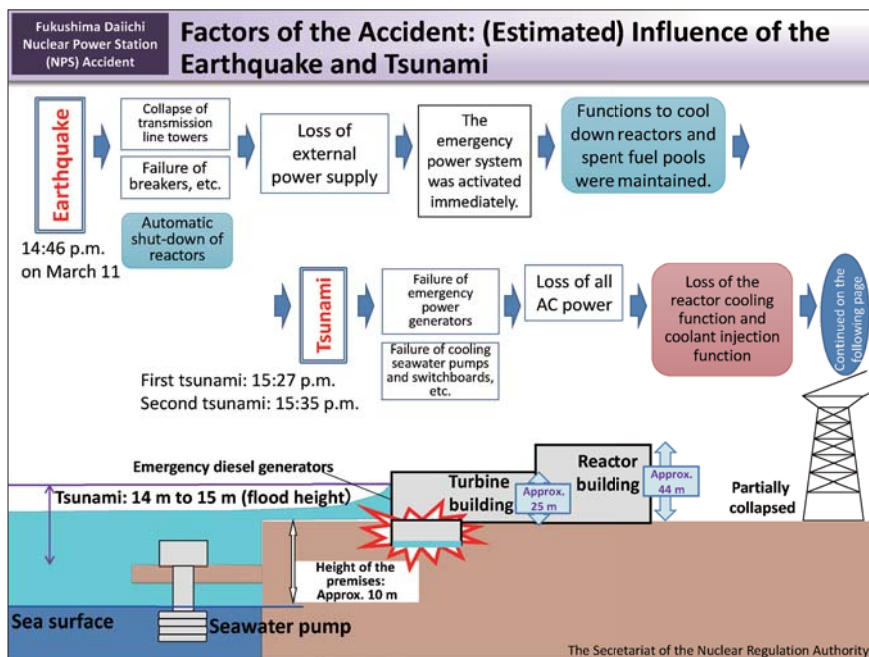 Fukushima Daiichi
Nuclear Power Station
(NPS) Accident
Factors of the Accident: (Estimated) Influence of the
Earthquake and Tsunami
Earthquake
14:46 p.m.
on March 11
Collapse of
transmission
line towers
Failure of
breakers, etc.
Automatic
shut-down of
reactors
Loss of
external
power supply
The
emergency
power system
was activated
immediately.
Functions to cool
down reactors and
spent fuel pools
were maintained.
Tsunami
First tsunami: 15:27 p.m.
Second tsunami: 15:35 p.m.
Failure of
emergency
power
generators
Failure of cooling
seawater pumps
and switchboards,
etc.
Loss of all
AC power
Loss of the
reactor cooling
function and
coolant injection
function
Continued on the
following page
Emergency diesel generators
Tsunami: 14 m to 15 m (flood height)
Turbine
building
Approx.
25 m
Reactor
building
Approx.
44 m
Partially
collapsed
Height of the
premises:
Approx. 10 m
Sea surface
Seawater pump
The Secretariat of the Nuclear Regulation Authority